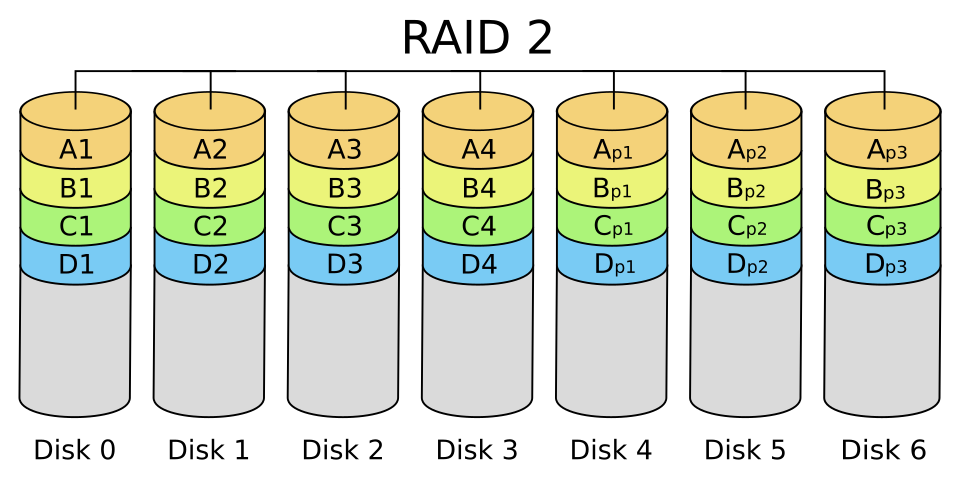 RAID 2
A1 A2 A3 A4 Ap1 Ap2 Ap3
B1 B2 B3 B4 Bp1 Bp2 Bp3
C1 C2 C3 C4 Cp1 Cp2 Cp3
D1 D2 D3 D4 Dp1 Dp2 Dp3
Disk 0 Disk 1 Disk 2 Disk 3 Disk 4 Disk 5 Disk 6